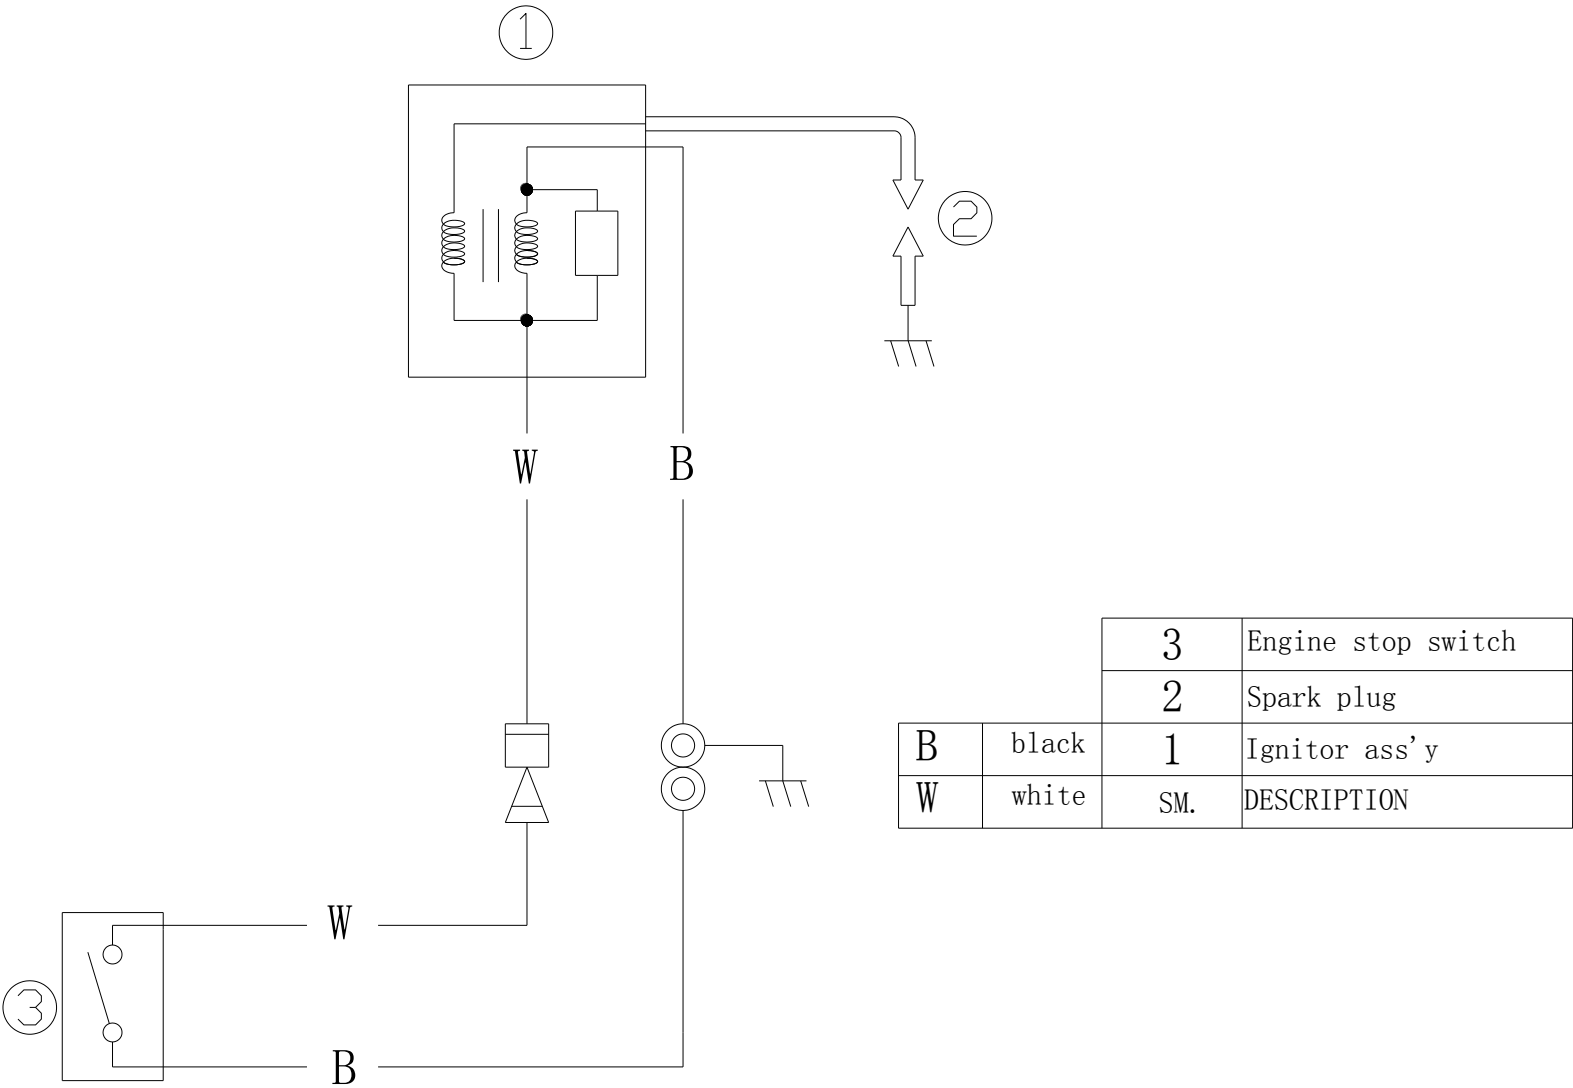 1
2
W B
3 Engine stop switch
2 Spark plug
B black 1 Ignitor ass'y
W white SM. DESCRIPTION
W
3
B